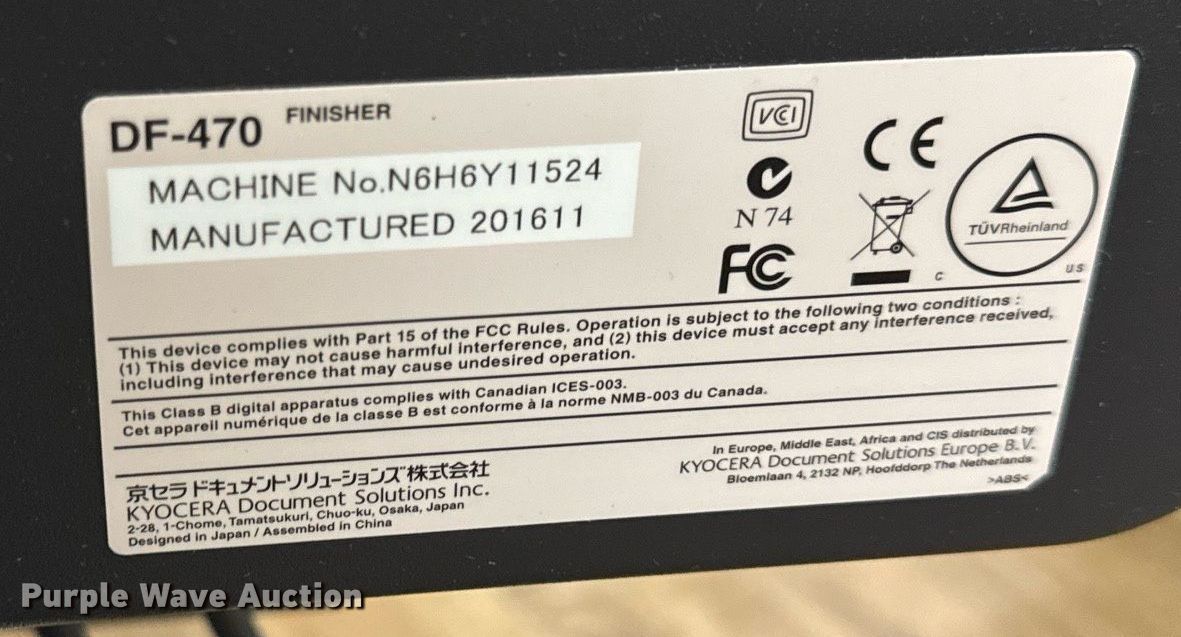 DF-470 FINISHER
MACHINE No.N6H6Y11524
MANUFACTURED 201611
VCCI
N 74
FC
CE
TÜVRheinland
C US
This device complies with Part 15 of the FCC Rules. Operation is subject to the following two conditions :
(1) This device may not cause harmful interference, and (2) this device must accept any interference received,
including interference that may cause undesired operation.
This Class B digital apparatus complies with Canadian ICES-003.
Cet appareil numérique de la classe B est conforme à la norme NMB-003 du Canada.
京セラドキュメントソリューションズ株式会社
KYOCERA Document Solutions Inc.
2-28, 1-Chome, Tamatsukuri, Chuo-ku, Osaka, Japan
Designed in Japan / Assembled in China
In Europe, Middle East, Africa and CIS distributed by
KYOCERA Document Solutions Europe B.V.
Bloemlaan 4, 2132 NP, Hoofddorp The Netherlands
>ABS<
Purple Wave Auction